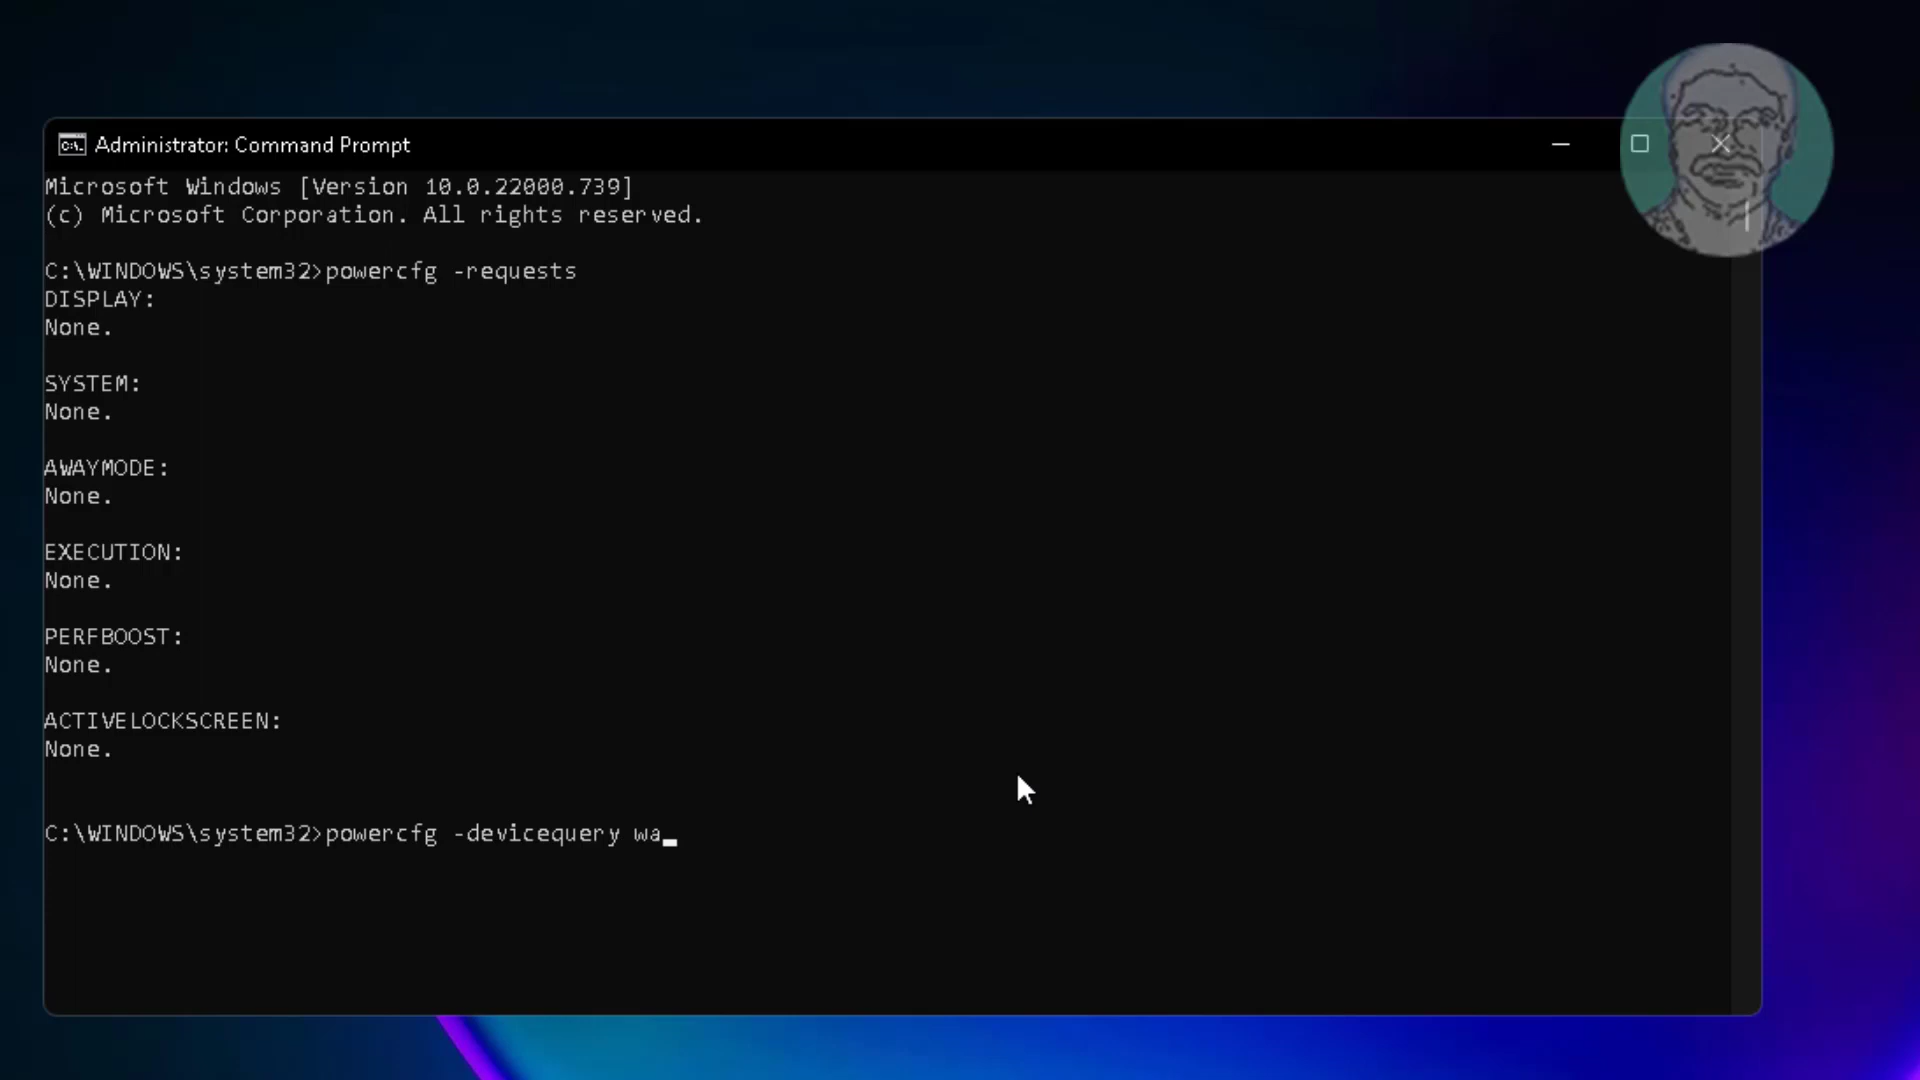 Administrator: Command Prompt
Microsoft Windows [Version 10.0.22000.739]
(c) Microsoft Corporation. All rights reserved.
C:\WINDOWS\system32>powercfg -requests
DISPLAY:
None.
SYSTEM:
None.
AWAYMODE:
None.
EXECUTION:
None.
PERFBOOST:
None.
ACTIVELOCKSCREEN:
None.
C:\WINDOWS\system32>powercfg -devicequery wa